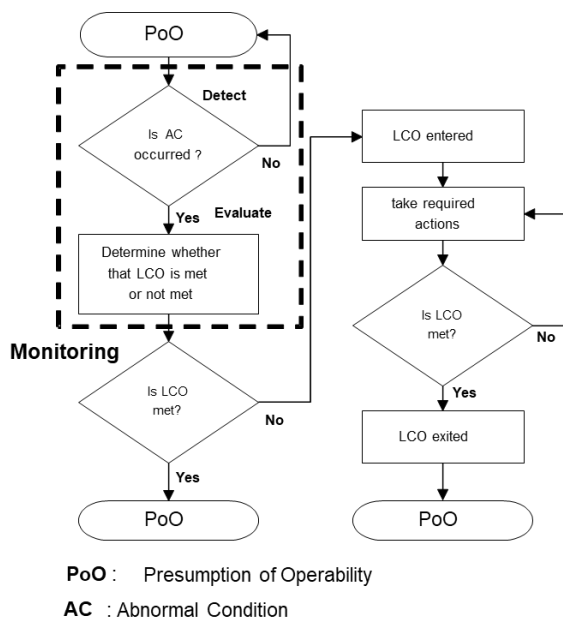 PoO
Detect
Is AC
occurred ?
No
Yes
Evaluate
Determine whether
that LCO is met
or not met
Monitoring
Is LCO
met?
No
Yes
PoO
LCO entered
take required
actions
Is LCO
met?
No
Yes
LCO exited
PoO
PoO : Presumption of Operability
AC : Abnormal Condition